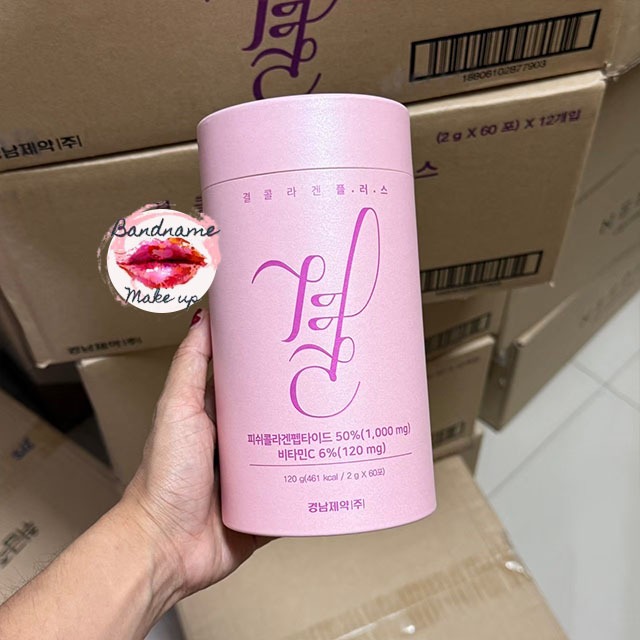 18806102877903
경남제약(주)
(2 g X 60 포) X 12개입
결콜라겐플·러·스
결
Bandname
Make up
피쉬콜라겐펩타이드 50%(1,000 mg)
비타민C 6%(120 mg)
120 g(461 kcal / 2 g X 60포)
경남제약(주)